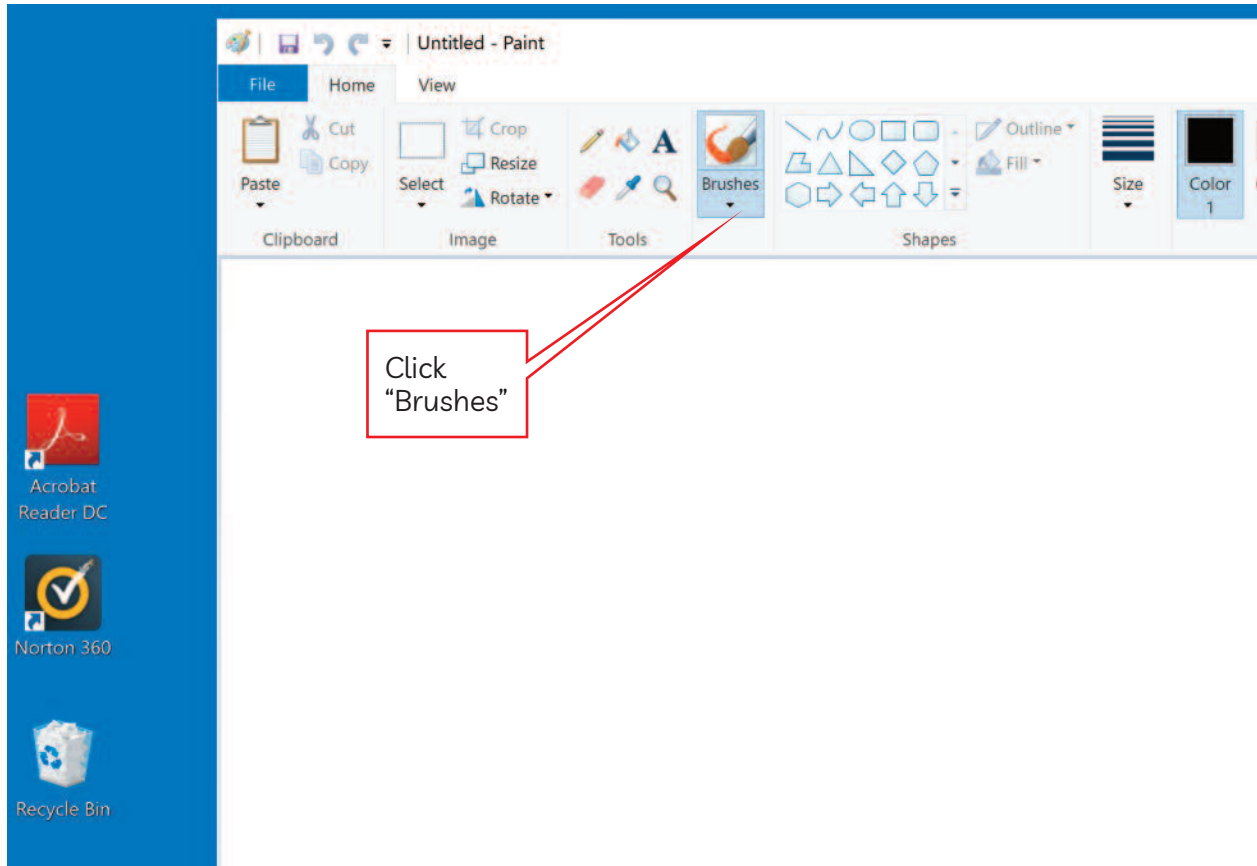 Untitled - Paint
File Home View
Paste
Cut
Copy
Clipboard
Select
Crop
Resize
Rotate
Image
A
Tools
Brushes
Outline
Fill
Shapes
Size
Color
1
Click
“Brushes”
Acrobat
Reader DC
Norton 360
Recycle Bin